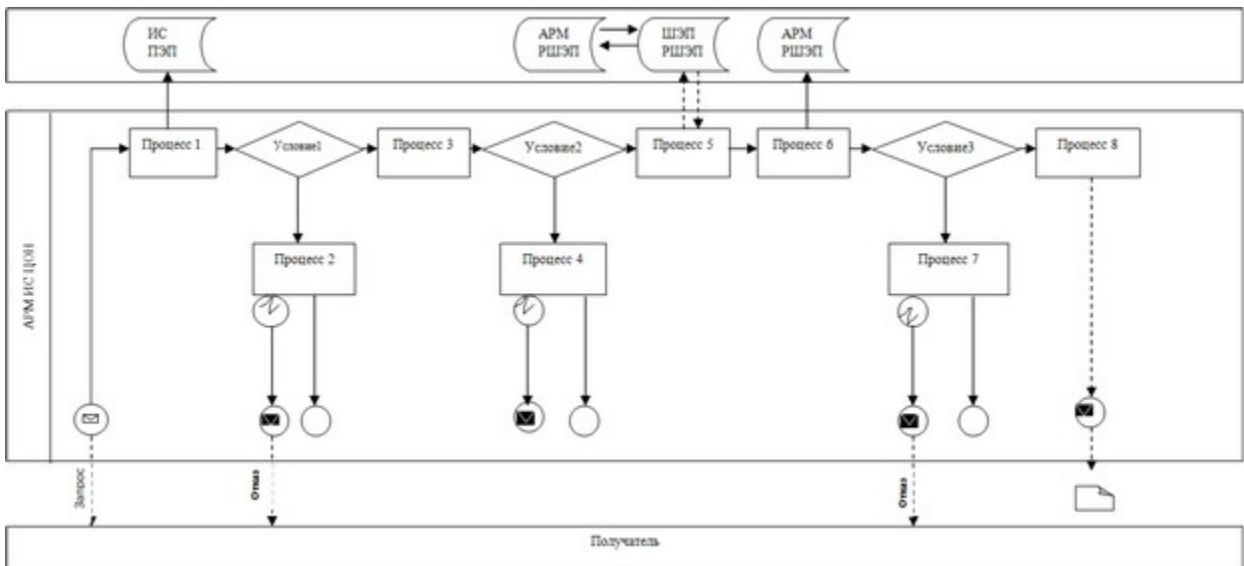 ИС
ПЭП
АРМ
РШЭП
ШЭП
РШЭП
АРМ
РШЭП
Процесс 1
Условие1
Процесс 3
Условие2
Процесс 5
Процесс 6
Условие3
Процесс 8
Процесс 2
Процесс 4
Процесс 7
АРМ ИС ЦОН
Запрос
Отказ
Отказ
Получатель